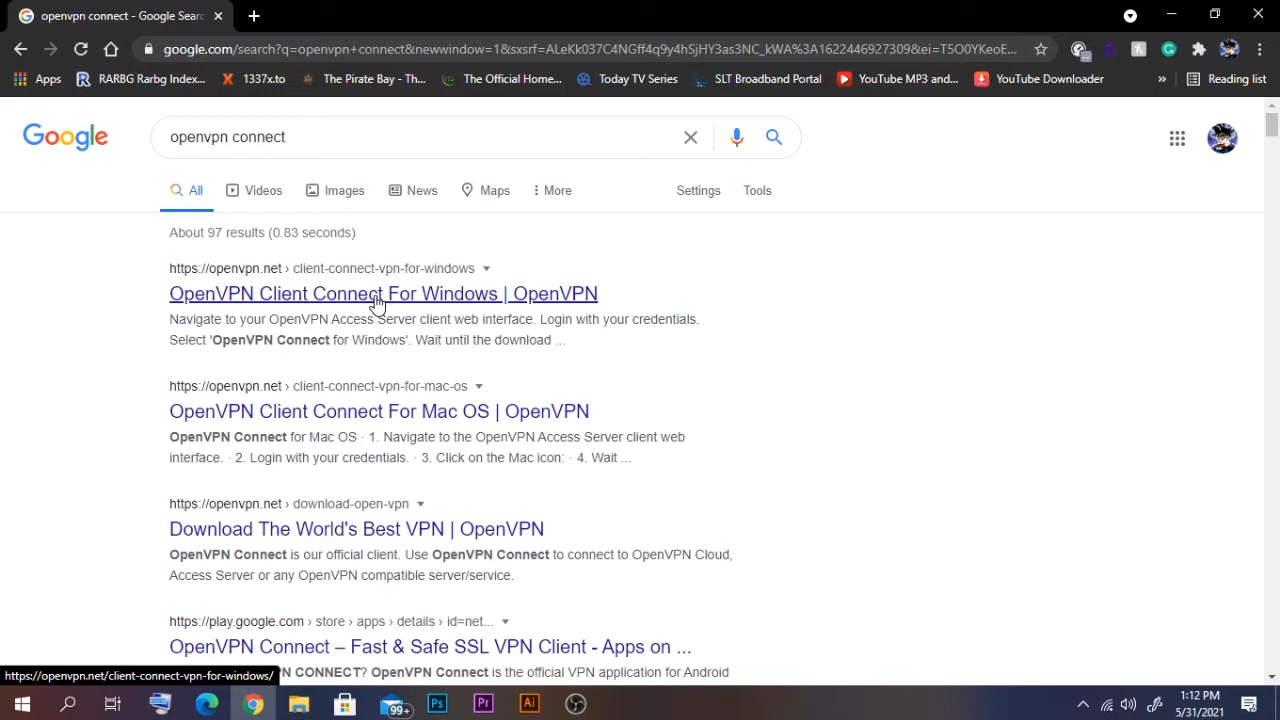 openvpn connect - Google Searc
google.com/search?q=openvpn+connect&newwindow=1&sxsrf=ALeKk037C4NGff4q9y4hSjHY3as3NC_kWA%3A1622446927309&ei=T5O0YKeoE...
Apps
RARBG Rarbg Index...
1337x.to
The Pirate Bay - Th...
The Official Home...
Today TV Series
SLT Broadband Portal
YouTube MP3 and...
YouTube Downloader
»
Reading list
Google
openvpn connect
All
Videos
Images
News
Maps
More
Settings
Tools
About 97 results (0.83 seconds)
https://openvpn.net › client-connect-vpn-for-windows
OpenVPN Client Connect For Windows | OpenVPN
Navigate to your OpenVPN Access Server client web interface. Login with your credentials.
Select 'OpenVPN Connect for Windows'. Wait until the download ...
https://openvpn.net › client-connect-vpn-for-mac-os
OpenVPN Client Connect For Mac OS | OpenVPN
OpenVPN Connect for Mac OS · 1. Navigate to the OpenVPN Access Server client web
interface. · 2. Login with your credentials. · 3. Click on the Mac icon: · 4. Wait ...
https://openvpn.net › download-open-vpn
Download The World's Best VPN | OpenVPN
OpenVPN Connect is our official client. Use OpenVPN Connect to connect to OpenVPN Cloud,
Access Server or any OpenVPN compatible server/service.
https://play.google.com › store › apps › details › id=net...
OpenVPN Connect – Fast & Safe SSL VPN Client - Apps on ...
N CONNECT? OpenVPN Connect is the official VPN application for Android
https://openvpn.net/client-connect-vpn-for-windows/
99+
Ps
Pr
Ai
1:12 PM
5/31/2021